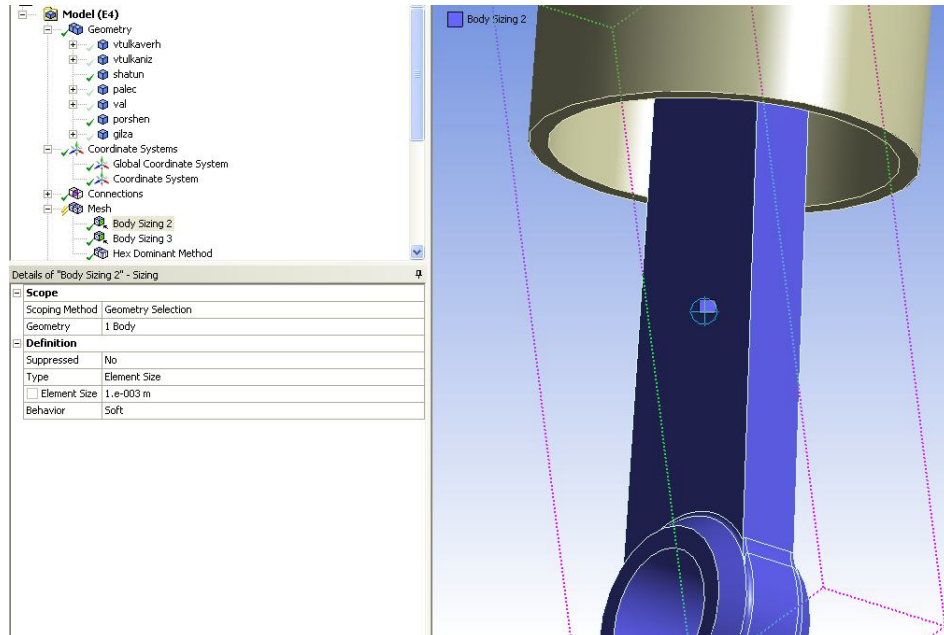 Model (E4)
Geometry
vtulkaverh
vtulkaniz
shatun
palec
val
porshen
gilza
Coordinate Systems
Global Coordinate System
Coordinate System
Connections
Mesh
Body Sizing 2
Body Sizing 3
Hex Dominant Method
Details of "Body Sizing 2" - Sizing
Scope
Scoping Method Geometry Selection
Geometry 1 Body
Definition
Suppressed No
Type Element Size
Element Size 1.e-003 m
Behavior Soft
Body Sizing 2